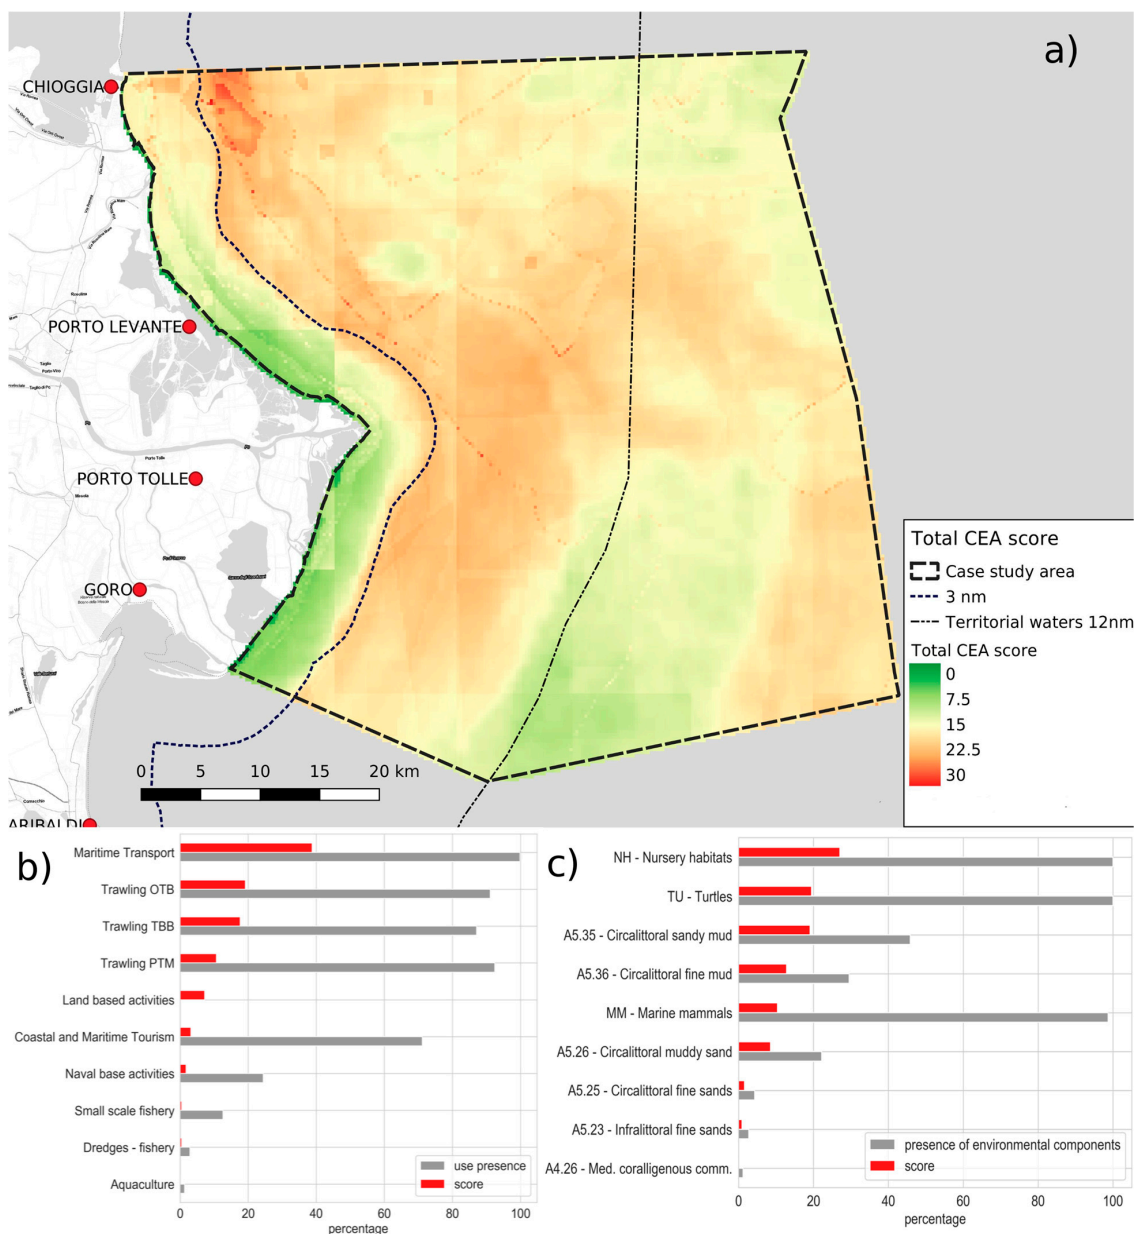 a)
CHIOGGIA
PORTO LEVANTE
PORTO TOLLE
GORO
ARIBALDI
0 5 10 15 20 km
Total CEA score
Case study area
3 nm
Territorial waters 12nm
Total CEA score
0
7.5
15
22.5
30
b)
Maritime Transport
Trawling OTB
Trawling TBB
Trawling PTM
Land based activities
Coastal and Maritime Tourism
Naval base activities
Small scale fishery
Dredges - fishery
Aquaculture
use presence
score
0 20 40 60 80 100
percentage
c)
NH - Nursery habitats
TU - Turtles
A5.35 - Circalittoral sandy mud
A5.36 - Circalittoral fine mud
MM - Marine mammals
A5.26 - Circalittoral muddy sand
A5.25 - Circalittoral fine sands
A5.23 - Infralittoral fine sands
A4.26 - Med. coralligenous comm.
presence of environmental components
score
0 20 40 60 80 100
percentage